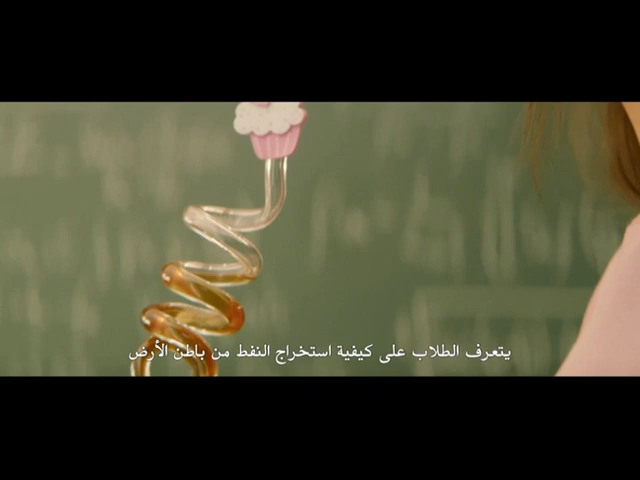 يتعرف الطلاب على كيفية استخراج النفط من باطن الأرض